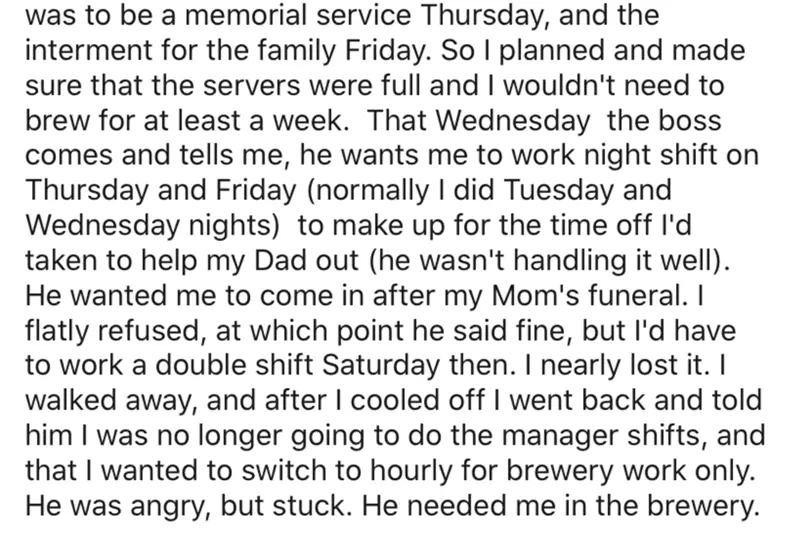 was to be a memorial service Thursday, and the
interment for the family Friday. So I planned and made
sure that the servers were full and I wouldn't need to
brew for at least a week.  That Wednesday  the boss
comes and tells me, he wants me to work night shift on
Thursday and Friday (normally I did Tuesday and
Wednesday nights)  to make up for the time off I'd
taken to help my Dad out (he wasn't handling it well).
He wanted me to come in after my Mom's funeral. I
flatly refused, at which point he said fine, but I'd have
to work a double shift Saturday then. I nearly lost it. I
walked away, and after I cooled off I went back and told
him I was no longer going to do the manager shifts, and
that I wanted to switch to hourly for brewery work only.
He was angry, but stuck. He needed me in the brewery.